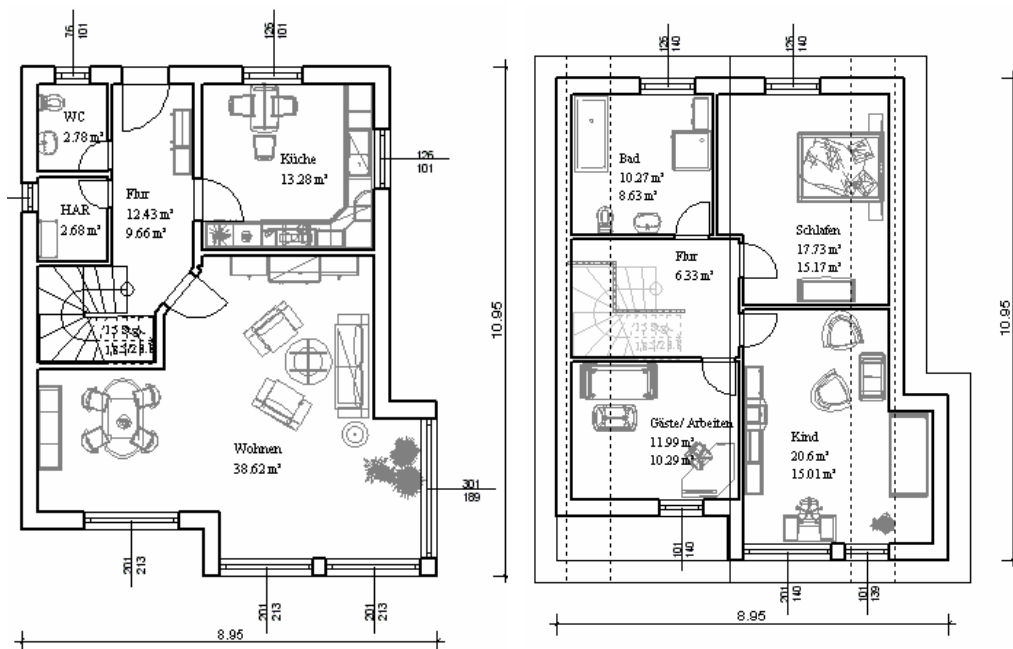 76
101
126
101
WC
2.78 m²
HAR
2.68 m²
Flur
12.43 m²
9.66 m²
Küche
13.28 m²
126
101
Wohnen
38.62 m²
301
189
201
213
201
213
201
213
8.95
10.95
126
140
126
140
Bad
10.27 m²
8.63 m²
Schlafen
17.73 m²
15.17 m²
Flur
6.33 m²
Gäste/ Arbeiten
11.99 m²
10.29 m²
Kind
20.6 m²
15.01 m²
101
140
201
140
101
139
8.95
10.95